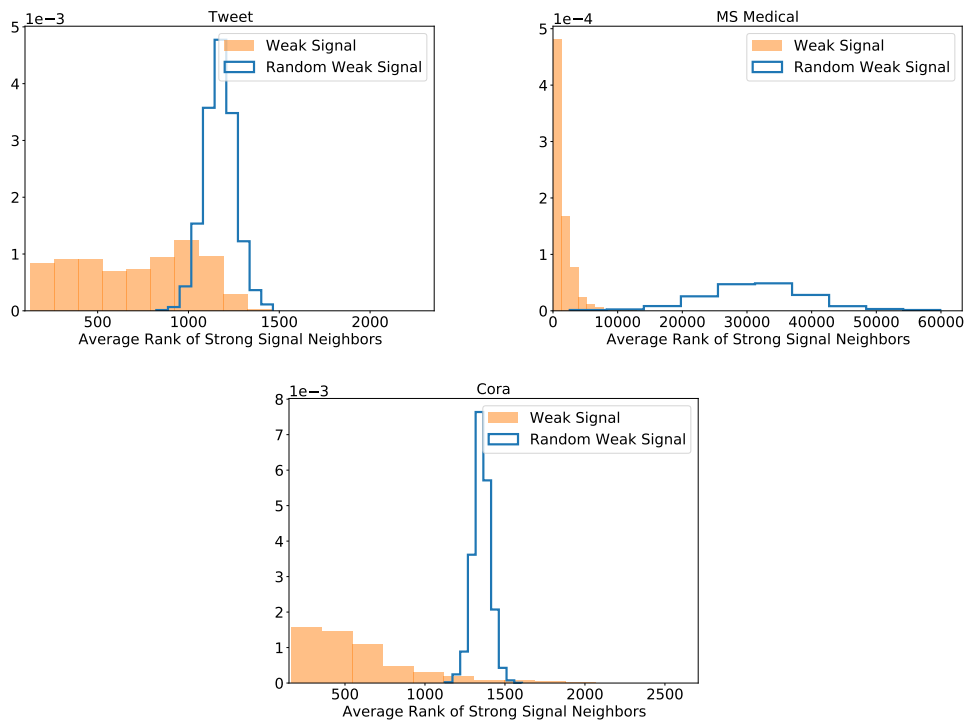 Tweet
1e−3
Weak Signal
Random Weak Signal
5
4
3
2
1
0
500 1000 1500 2000
Average Rank of Strong Signal Neighbors
MS Medical
1e−4
Weak Signal
Random Weak Signal
5
4
3
2
1
0
0 10000 20000 30000 40000 50000 60000
Average Rank of Strong Signal Neighbors
Cora
1e−3
Weak Signal
Random Weak Signal
8
7
6
5
4
3
2
1
0
500 1000 1500 2000 2500
Average Rank of Strong Signal Neighbors